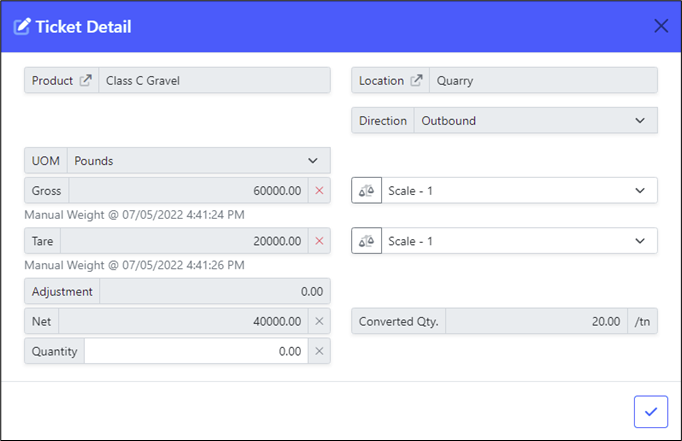 Ticket Detail
Product Class C Gravel Location Quarry
Direction Outbound
UOM Pounds
Gross 60000.00 Scale - 1
Manual Weight @ 07/05/2022 4:41:24 PM
Tare 20000.00 Scale - 1
Manual Weight @ 07/05/2022 4:41:26 PM
Adjustment 0.00
Net 40000.00 Converted Qty. 20.00 /tn
Quantity 0.00